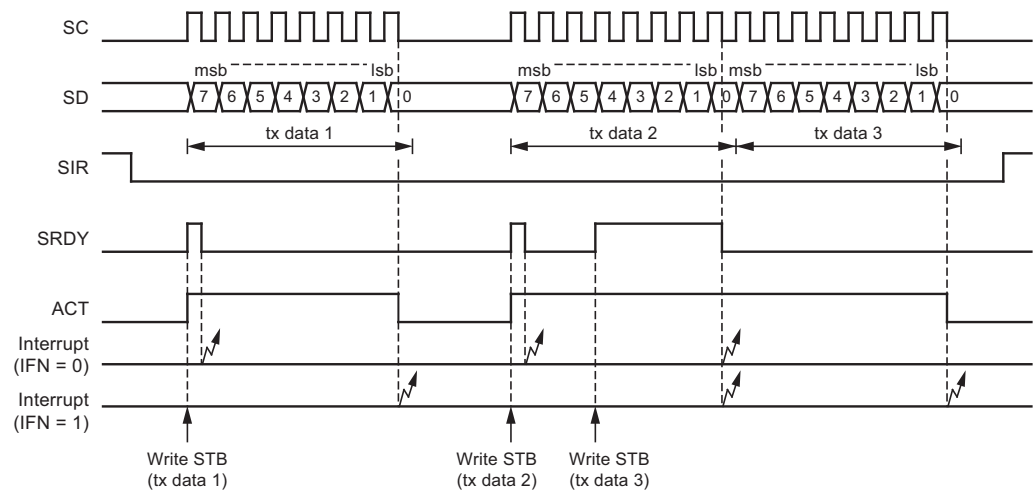 SC
msb lsb msb lsb msb lsb
SD 7 6 5 4 3 2 1 0 7 6 5 4 3 2 1 0 7 6 5 4 3 2 1 0
tx data 1 tx data 2 tx data 3
SIR
SRDY
ACT
Interrupt
(IFN = 0)
Interrupt
(IFN = 1)
Write STB
(tx data 1)
Write STB
(tx data 2)
Write STB
(tx data 3)